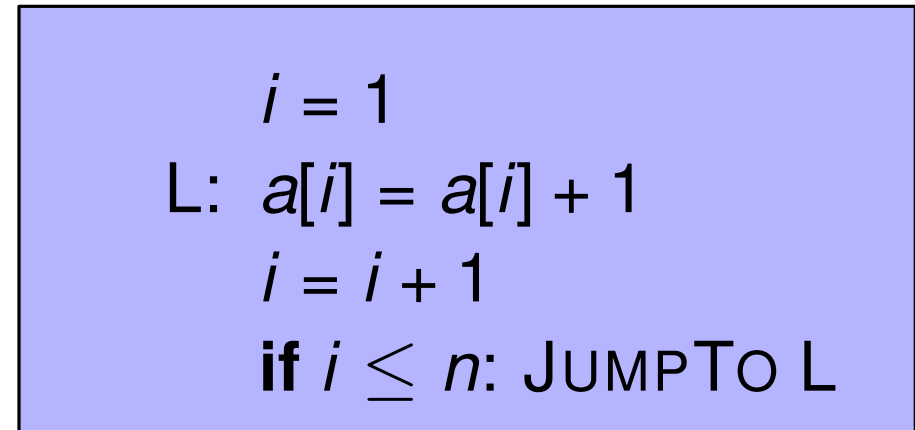 i = 1
L: a[i] = a[i] + 1
i = i + 1
if i ≤ n: JUMPTO L